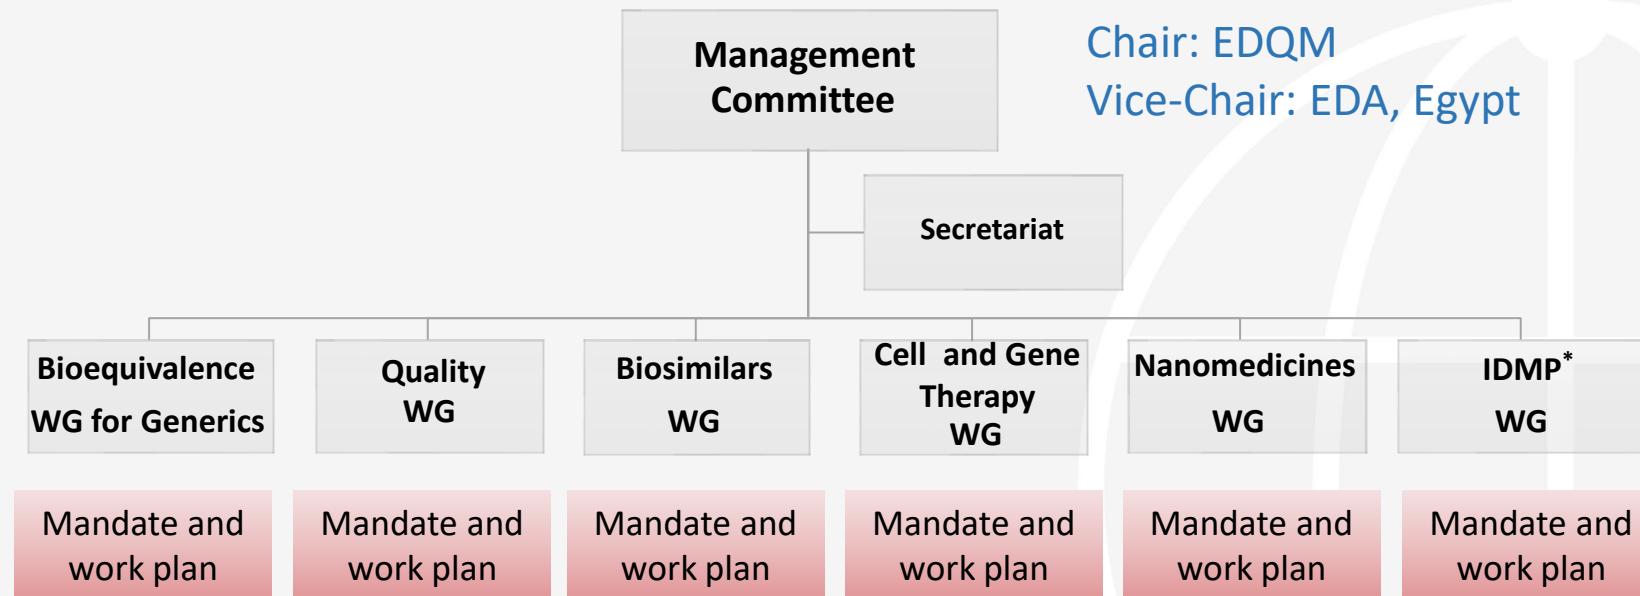 Management
Committee
Chair: EDQM
Vice-Chair: EDA, Egypt
Secretariat
Bioequivalence
WG for Generics
Quality
WG
Biosimilars
WG
Cell and Gene
Therapy
WG
Nanomedicines
WG
IDMP*
WG
Mandate and
work plan
Mandate and
work plan
Mandate and
work plan
Mandate and
work plan
Mandate and
work plan
Mandate and
work plan